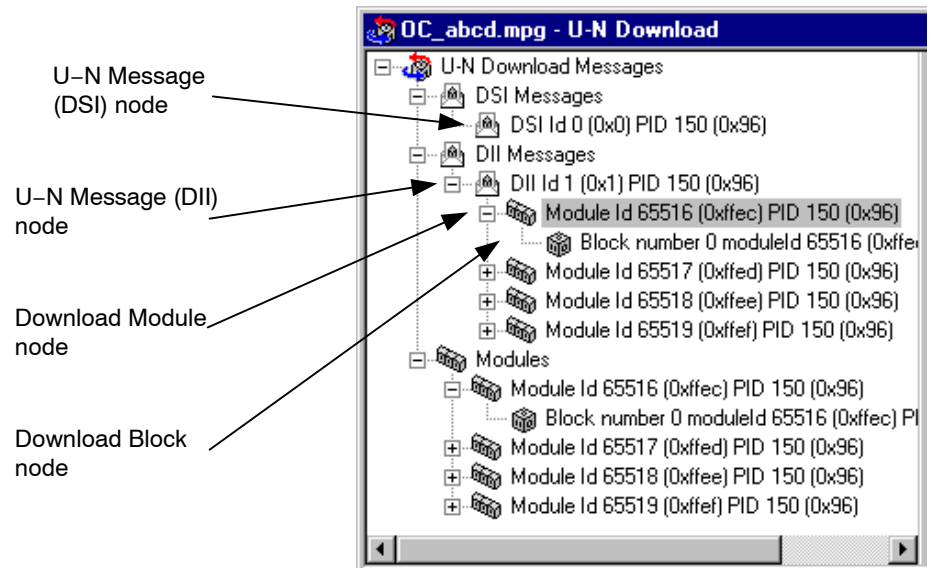 U–N Message
(DSI) node
U–N Message (DII)
node
Download Module
node
Download Block
node
OC_abcd.mpg - U-N Download
U-N Download Messages
DSI Messages
DSI Id 0 (0x0) PID 150 (0x96)
DII Messages
DII Id 1 (0x1) PID 150 (0x96)
Module Id 65516 (0xffec) PID 150 (0x96)
Block number 0 moduleId 65516 (0xffe
Module Id 65517 (0xffed) PID 150 (0x96)
Module Id 65518 (0xffee) PID 150 (0x96)
Module Id 65519 (0xffef) PID 150 (0x96)
Modules
Module Id 65516 (0xffec) PID 150 (0x96)
Block number 0 moduleId 65516 (0xffec) PI
Module Id 65517 (0xffed) PID 150 (0x96)
Module Id 65518 (0xffee) PID 150 (0x96)
Module Id 65519 (0xffef) PID 150 (0x96)